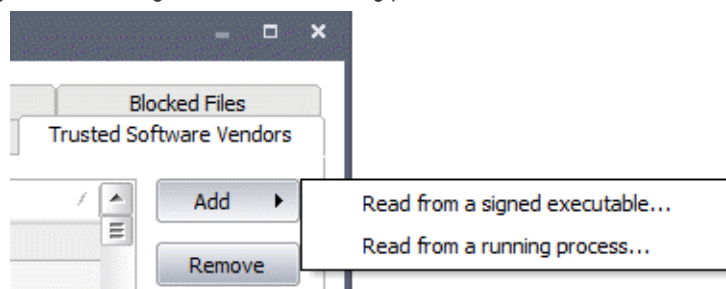 Blocked Files
Trusted Software Vendors
Add
Read from a signed executable...
Read from a running process...
Remove